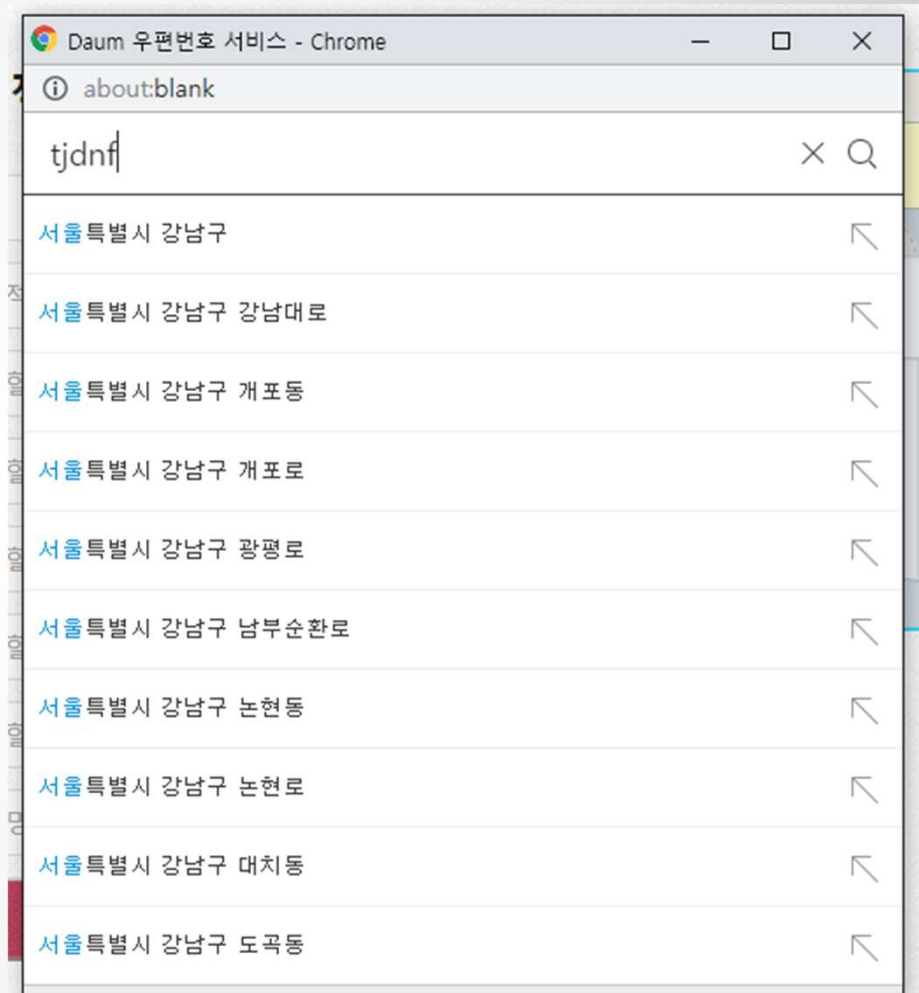 Daum 우편번호 서비스 - Chrome
about:blank
tjdnf
서울특별시 강남구
서울특별시 강남구 강남대로
서울특별시 강남구 개포동
서울특별시 강남구 개포로
서울특별시 강남구 광평로
서울특별시 강남구 남부순환로
서울특별시 강남구 논현동
서울특별시 강남구 논현로
서울특별시 강남구 대치동
서울특별시 강남구 도곡동